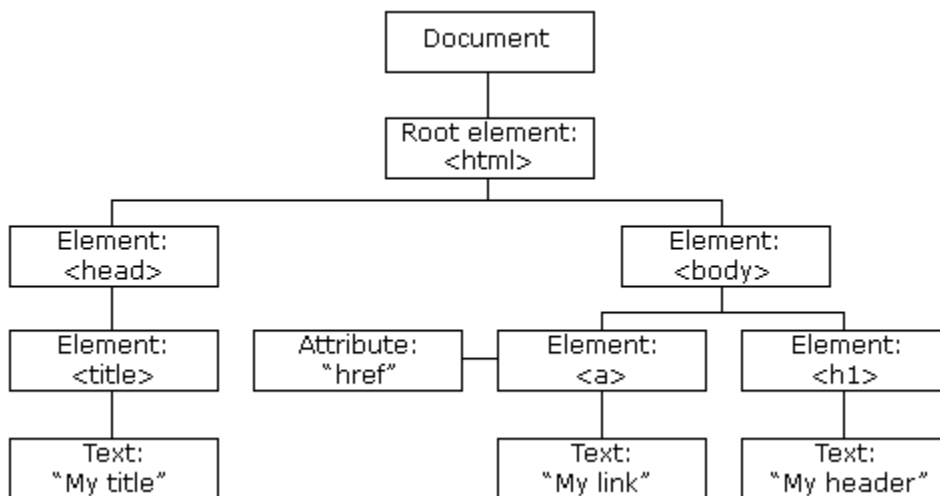 Document
Root element:
<html>
Element:
<head>
Element:
<body>
Element:
<title>
Attribute:
“href”
Element:
<a>
Element:
<h1>
Text:
“My title”
Text:
“My link”
Text:
“My header”